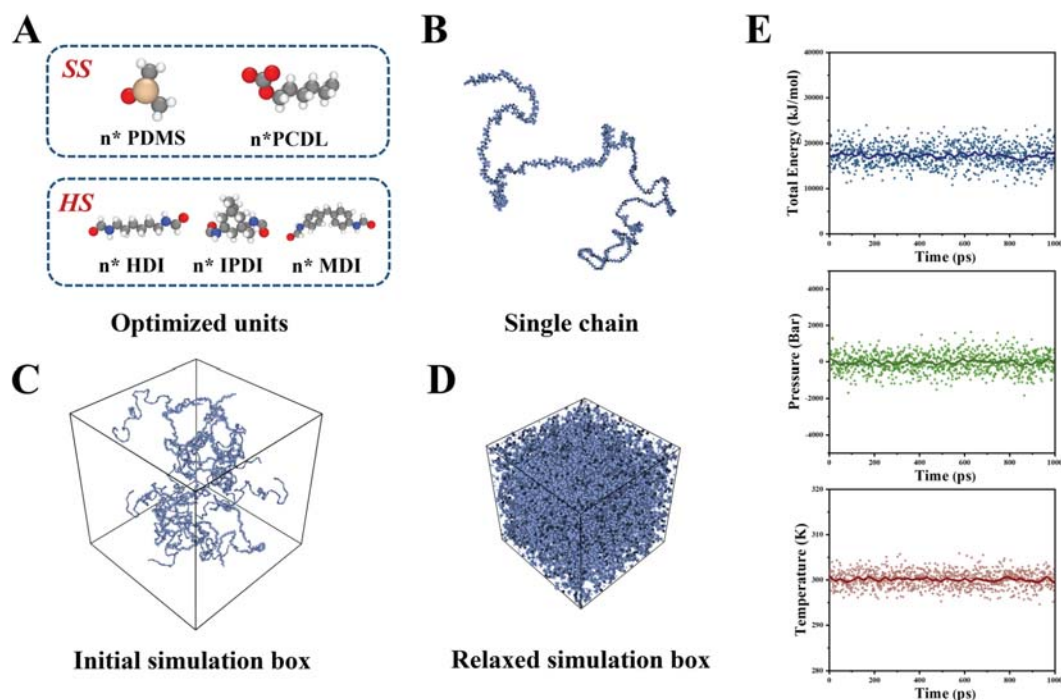 A
SS
n* PDMS
n*PCDL
HS
n* HDI
n* IPDI
n* MDI
Optimized units
B
Single chain
C
Initial simulation box
D
Relaxed simulation box
E
Total Energy (kJ/mol)
40000
30000
20000
10000
0
0 200 400 600 800 1000
Time (ps)
Pressure (Bar)
4000
2000
0
-2000
-4000
0 200 400 600 800 1000
Time (ps)
Temperature (K)
320
310
300
290
280
0 200 400 600 800 1000
Time (ps)